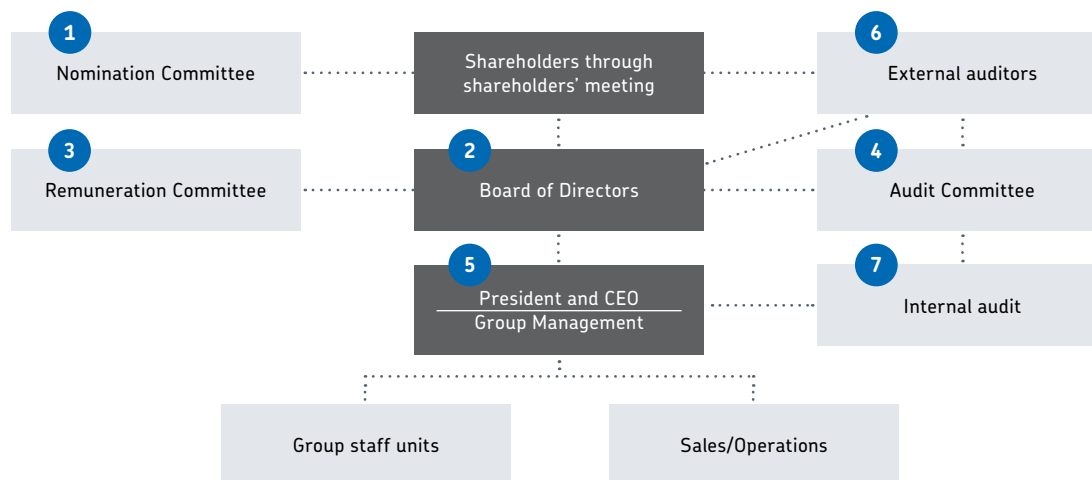 1
Nomination Committee
Shareholders through
shareholders’ meeting
6
External auditors
3
Remuneration Committee
2
Board of Directors
4
Audit Committee
5
President and CEO
Group Management
7
Internal audit
Group staff units
Sales/Operations